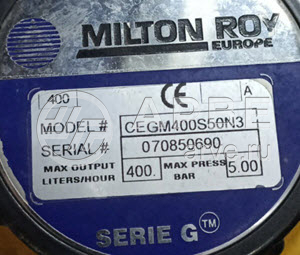 MILTON ROY
EUROPE
400 CE A
MODEL # CEGM400S50N3
SERIAL # 070859690
MAX OUTPUT LITERS/HOUR 400. MAX PRESS BAR 5.00
SERIE G™